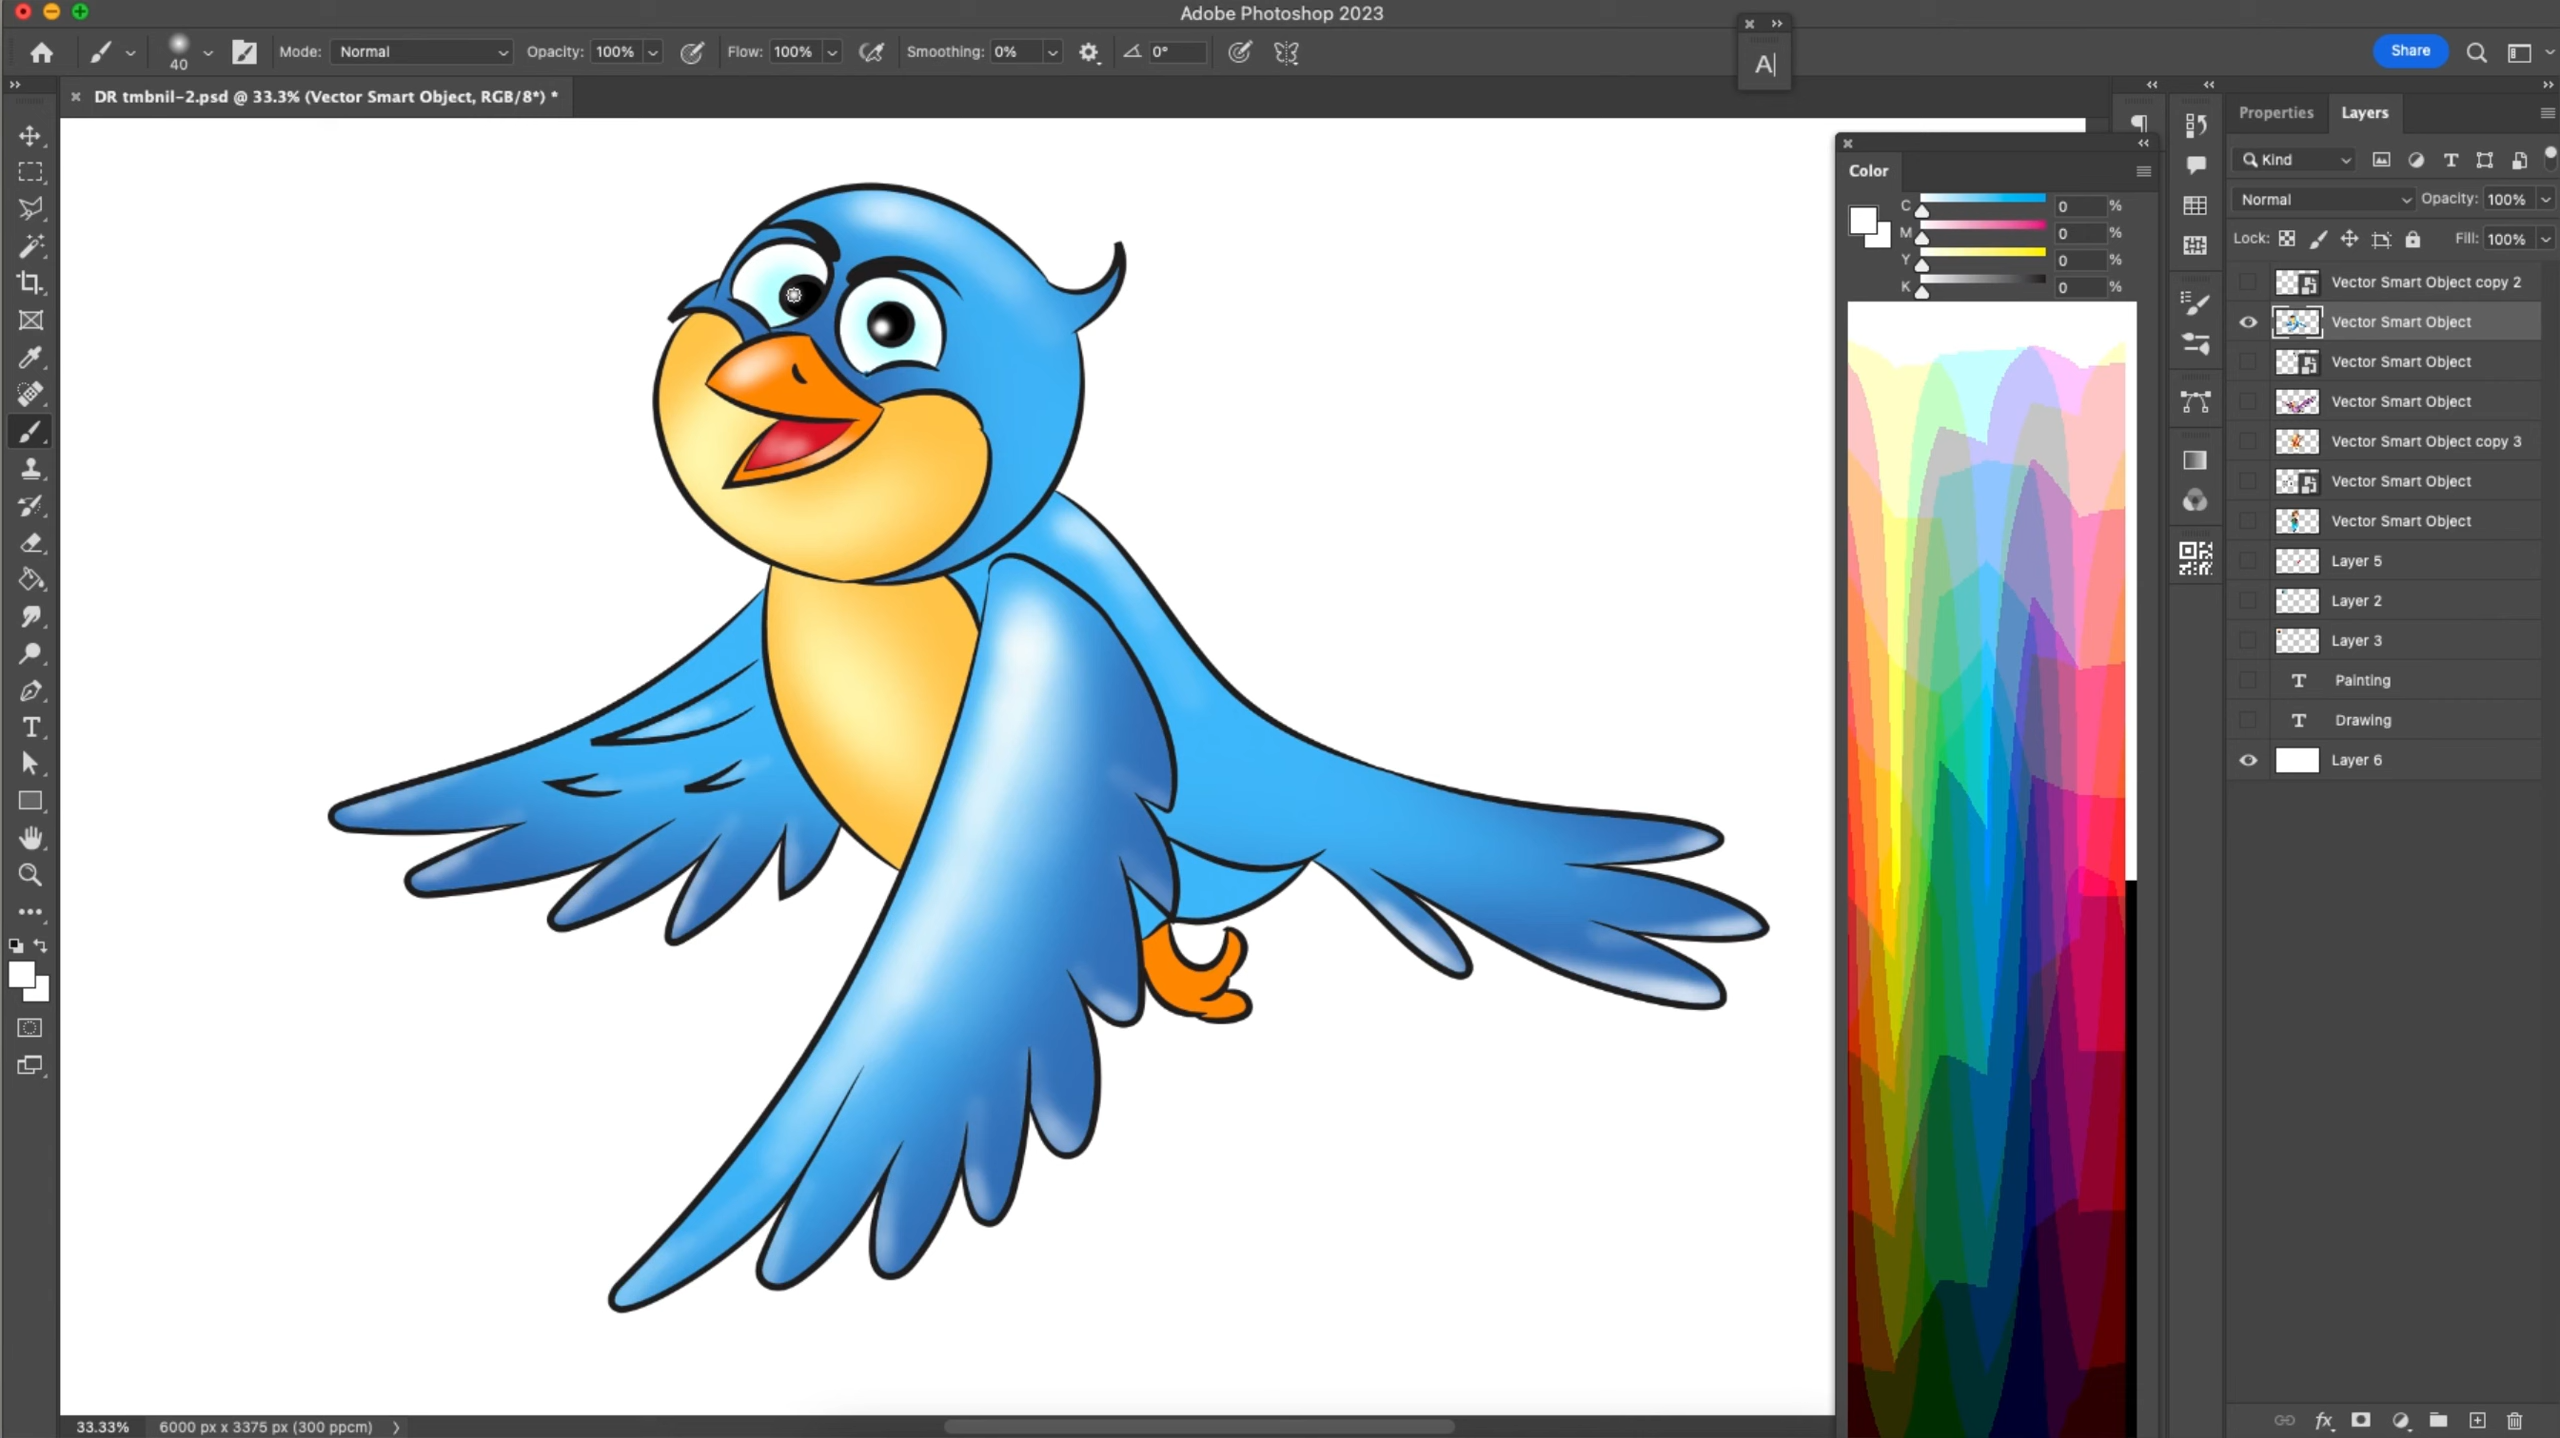 Adobe Photoshop 2023
40 Mode: Normal Opacity: 100% Flow: 100% Smoothing: 0% 0° Share
A|
DR tmbnil-2.psd @ 33.3% (Vector Smart Object, RGB/8*) *
Color
C 0 %
M 0 %
Y 0 %
K 0 %
Properties Layers
Kind
Normal Opacity: 100%
Lock: Fill: 100%
Vector Smart Object copy 2
Vector Smart Object
Vector Smart Object
Vector Smart Object
Vector Smart Object copy 3
Vector Smart Object
Vector Smart Object
Layer 5
Layer 2
Layer 3
T Painting
T Drawing
Layer 6
fx
33.33% 6000 px x 3375 px (300 ppcm)